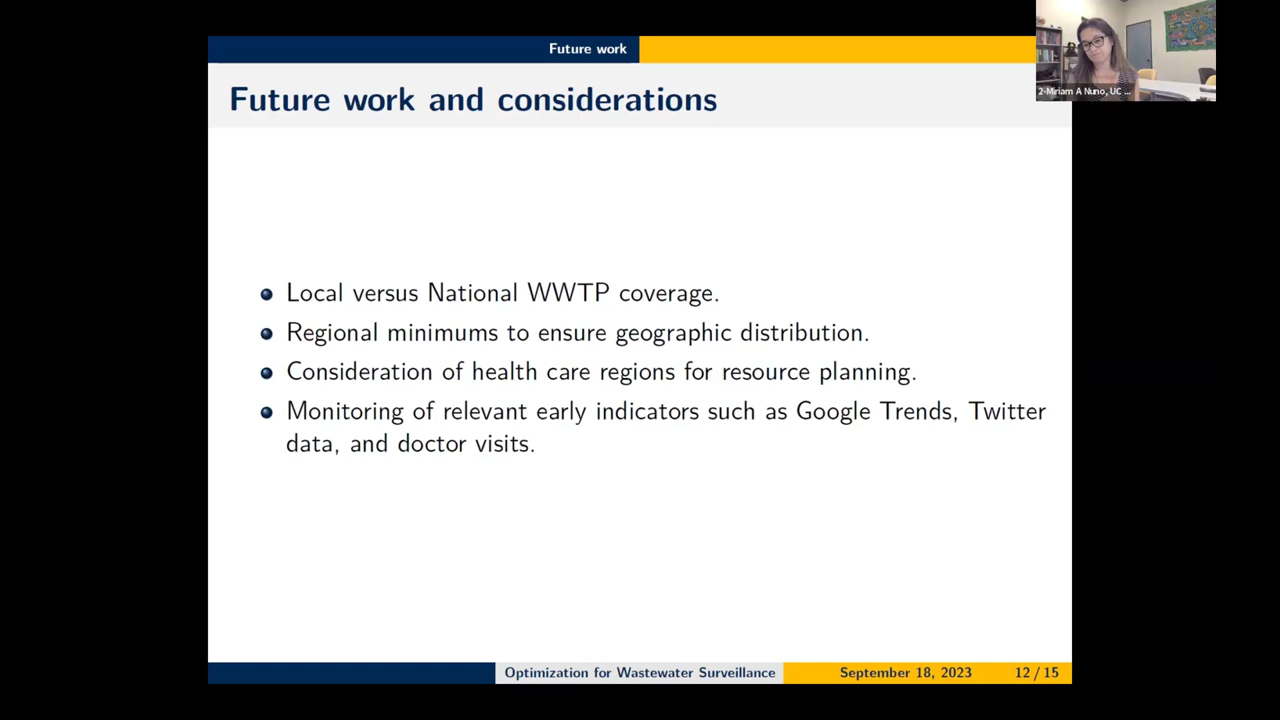 Future work
Future work and considerations
2-Miriam A Nuno, UC ...
Local versus National WWTP coverage.
Regional minimums to ensure geographic distribution.
Consideration of health care regions for resource planning.
Monitoring of relevant early indicators such as Google Trends, Twitter
data, and doctor visits.
Optimization for Wastewater Surveillance September 18, 2023 12 / 15